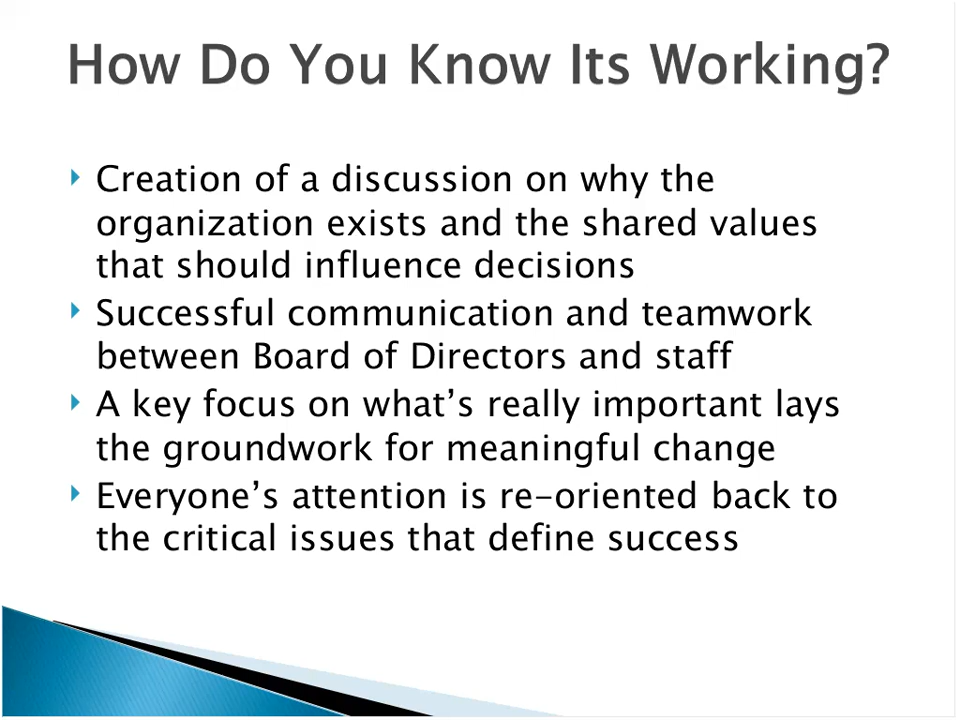 How Do You Know Its Working?
Creation of a discussion on why the
organization exists and the shared values
that should influence decisions
Successful communication and teamwork
between Board of Directors and staff
A key focus on what’s really important lays
the groundwork for meaningful change
Everyone’s attention is re-oriented back to
the critical issues that define success